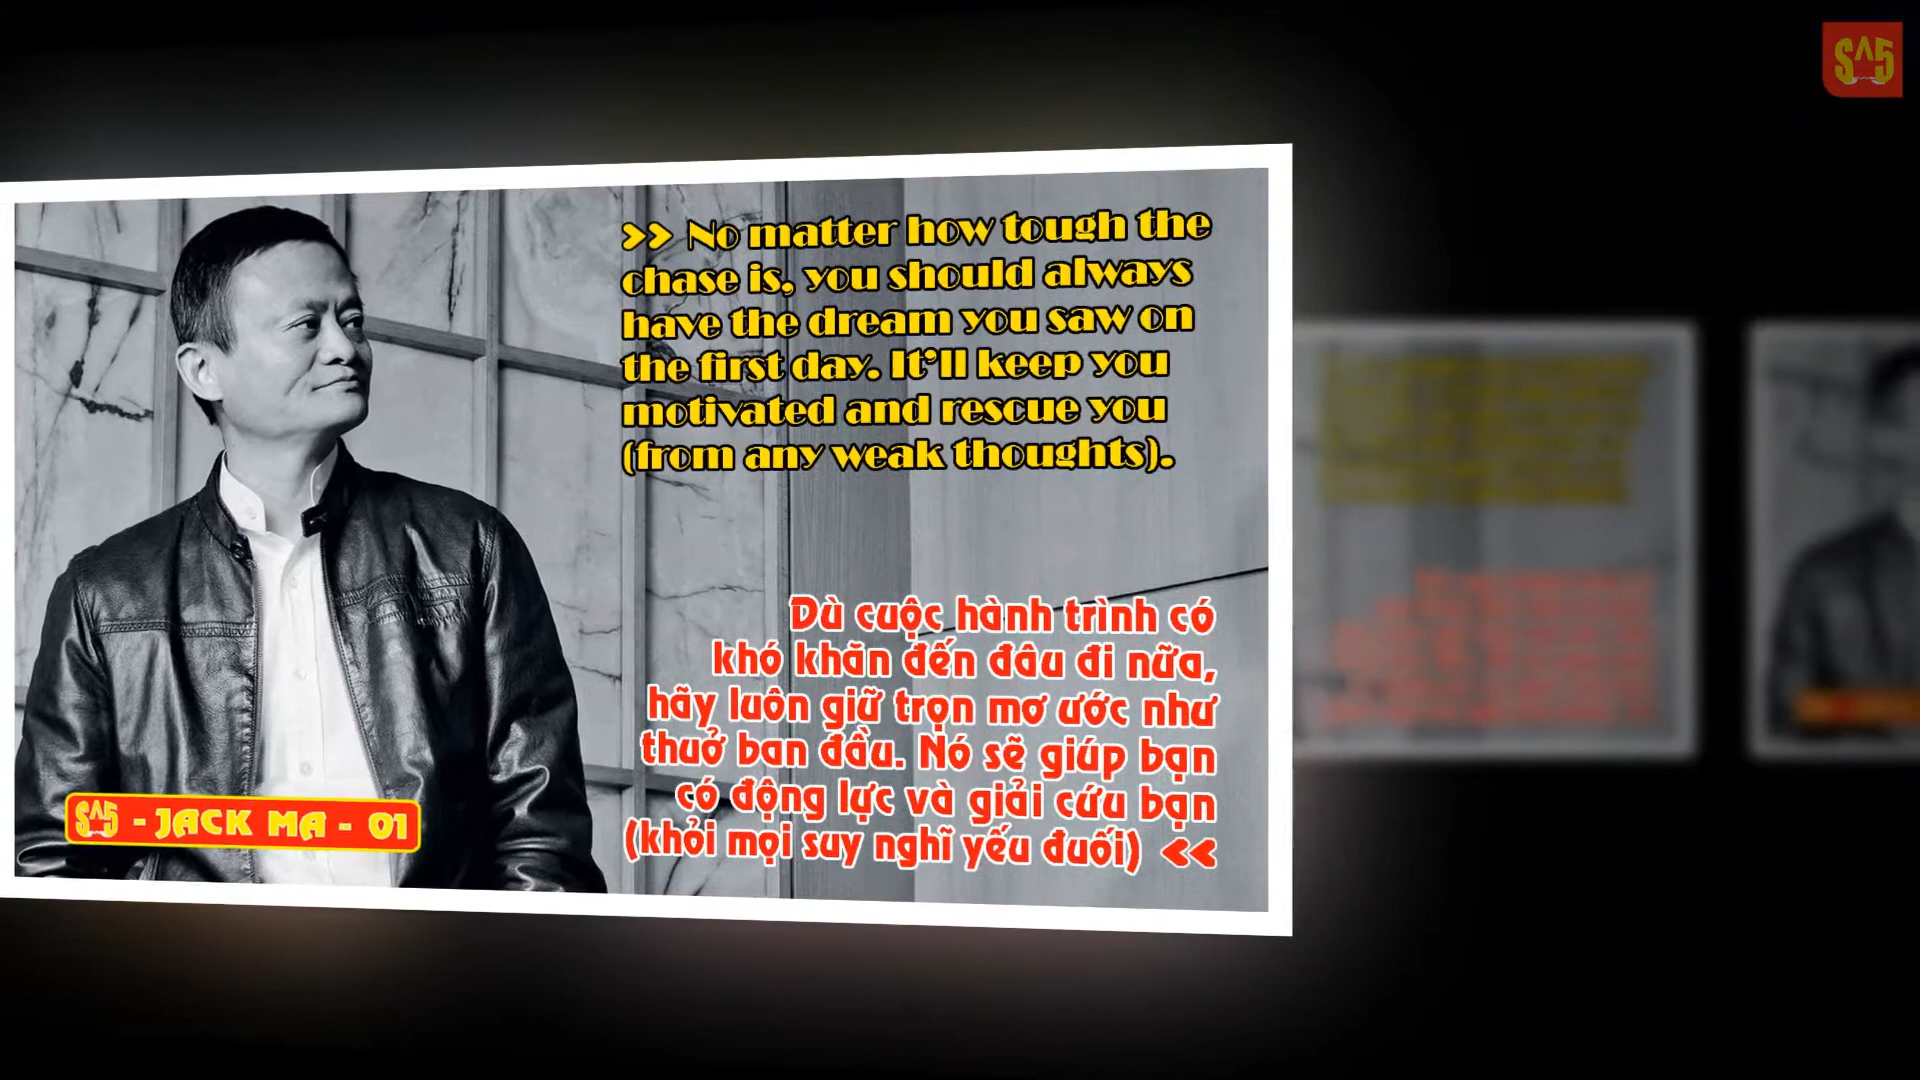 S^5
>> No matter how tough the
chase is, you should always
have the dream you saw on
the first day. It'll keep you
motivated and rescue you
(from any weak thoughts).
Dù cuộc hành trình có
khó khăn đến đâu đi nữa,
hãy luôn giữ trọn mơ ước như
thuở ban đầu. Nó sẽ giúp bạn
có động lực và giải cứu bạn
(khỏi mọi suy nghĩ yếu đuối) <<
S^5 - JACK MA - 01